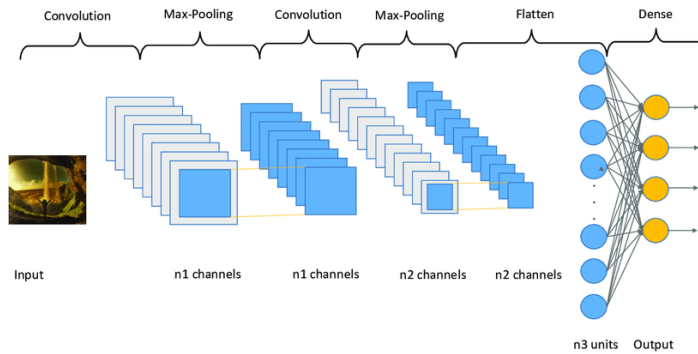 Convolution Max-Pooling Convolution Max-Pooling Flatten Dense
Input n1 channels n1 channels n2 channels n2 channels
n3 units Output